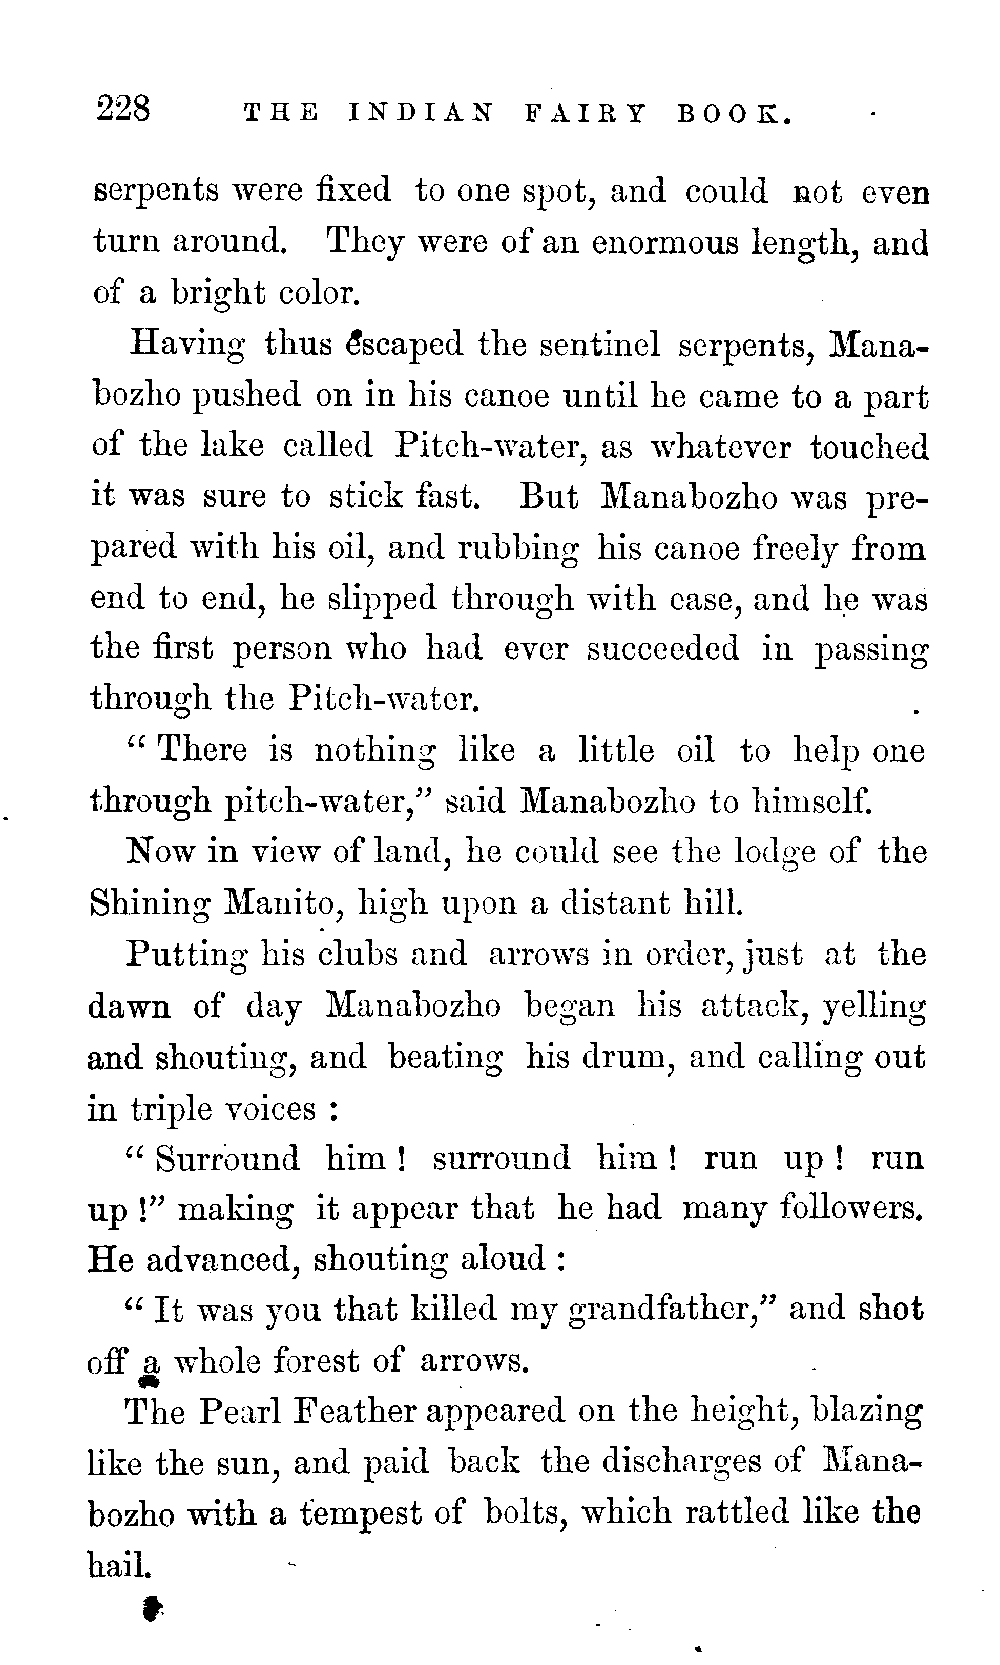 228 THE INDIAN FAIRY BOOK.
serpents were fixed to one spot, and could not even
turn around. They were of an enormous length, and
of a bright color.
Having thus escaped the sentinel serpents, Mana-
bozho pushed on in his canoe until he came to a part
of the lake called Pitch-water, as whatever touched
it was sure to stick fast. But Manabozho was pre-
pared with his oil, and rubbing his canoe freely from
end to end, he slipped through with ease, and he was
the first person who had ever succeeded in passing
through the Pitch-water.
“ There is nothing like a little oil to help one
through pitch-water,” said Manabozho to himself.
Now in view of land, he could see the lodge of the
Shining Manito, high upon a distant hill.
Putting his clubs and arrows in order, just at the
dawn of day Manabozho began his attack, yelling
and shouting, and beating his drum, and calling out
in triple voices :
“ Surround him ! surround him ! run up ! run
up !” making it appear that he had many followers.
He advanced, shouting aloud :
“ It was you that killed my grandfather,” and shot
off a whole forest of arrows.
The Pearl Feather appeared on the height, blazing
like the sun, and paid back the discharges of Mana-
bozho with a tempest of bolts, which rattled like the
hail.